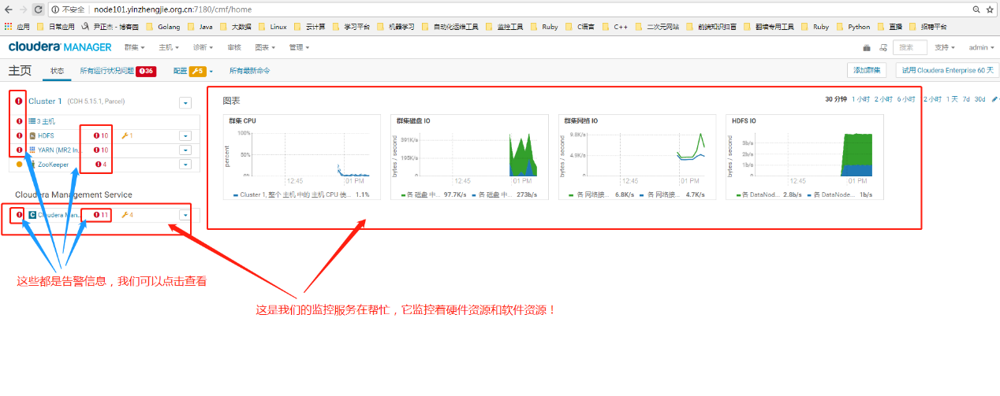 不安全 | node101.yinzhengjie.org.cn:7180/cmf/home
应用 日常应用 尹正杰 - 博客园 Golang Java 大数据 Linux 云计算 学习平台 机器学习 自动化运维工具 监控工具 Ruby C语言 C++ 二次元网站 前端知识扫盲 翻墙专用工具 Ruby Python 直播 招聘平台
cloudera MANAGER 群集 主机 诊断 审核 图表 管理 搜索 支持 admin
主页 状态 所有运行状况问题 36 配置 5 所有最新命令 添加群集 试用 Cloudera Enterprise 60 天
Cluster 1 (CDH 5.15.1, Parcel)
3 主机
HDFS 10 1
YARN (MR2 In... 10
ZooKeeper 4
Cloudera Management Service
Cloudera Man... 11 4
图表 30 分钟 1 小时 2 小时 6 小时 12 小时 1 天 7d 30d
群集 CPU
percent
100%
50%
0%
12:45 01 PM
Cluster 1, 整个 主机 中的 主机 CPU 使... 1.1%
群集磁盘 IO
bytes / second
391K/s
195K/s
12:45 01 PM
各 磁盘 中... 97.7K/s 各 磁盘 中... 273b/s
群集网络 IO
bytes / second
9.8K/s
4.9K/s
12:45 01 PM
各 网络接... 6.8K/s 各 网络接... 4.7K/s
HDFS IO
bytes / second
3b/s
2b/s
1b/s
12:45 01 PM
各 DataNo... 2.8b/s 各 DataNode... 1b/s
这些都是告警信息，我们可以点击查看
这是我们的监控服务在帮忙，它监控着硬件资源和软件资源！